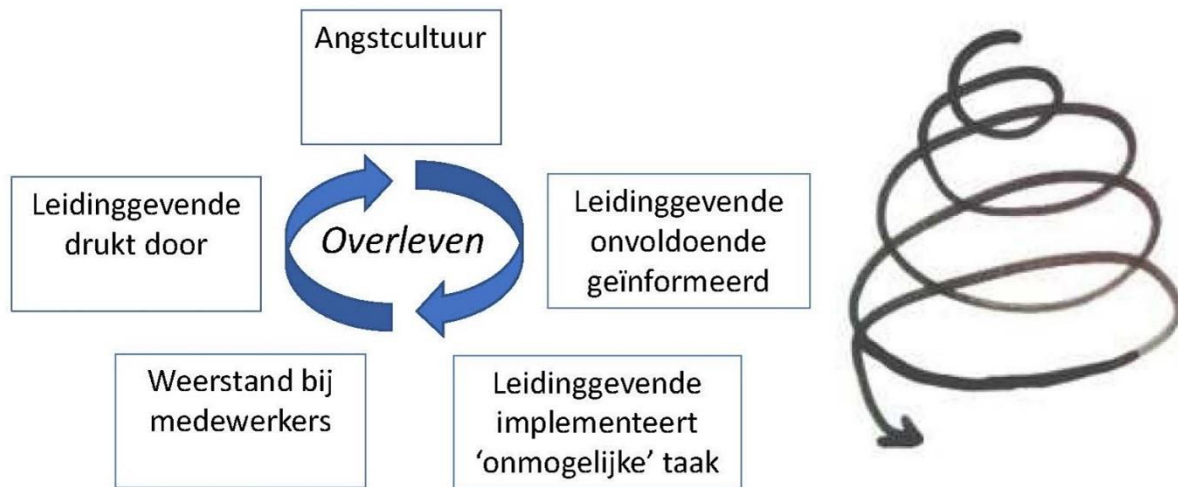 Angstcultuur
Leidinggevende
onvoldoende
geïnformeerd
Leidinggevende
implementeert
‘onmogelijke’ taak
Weerstand bij
medewerkers
Leidinggevende
drukt door
Overleven